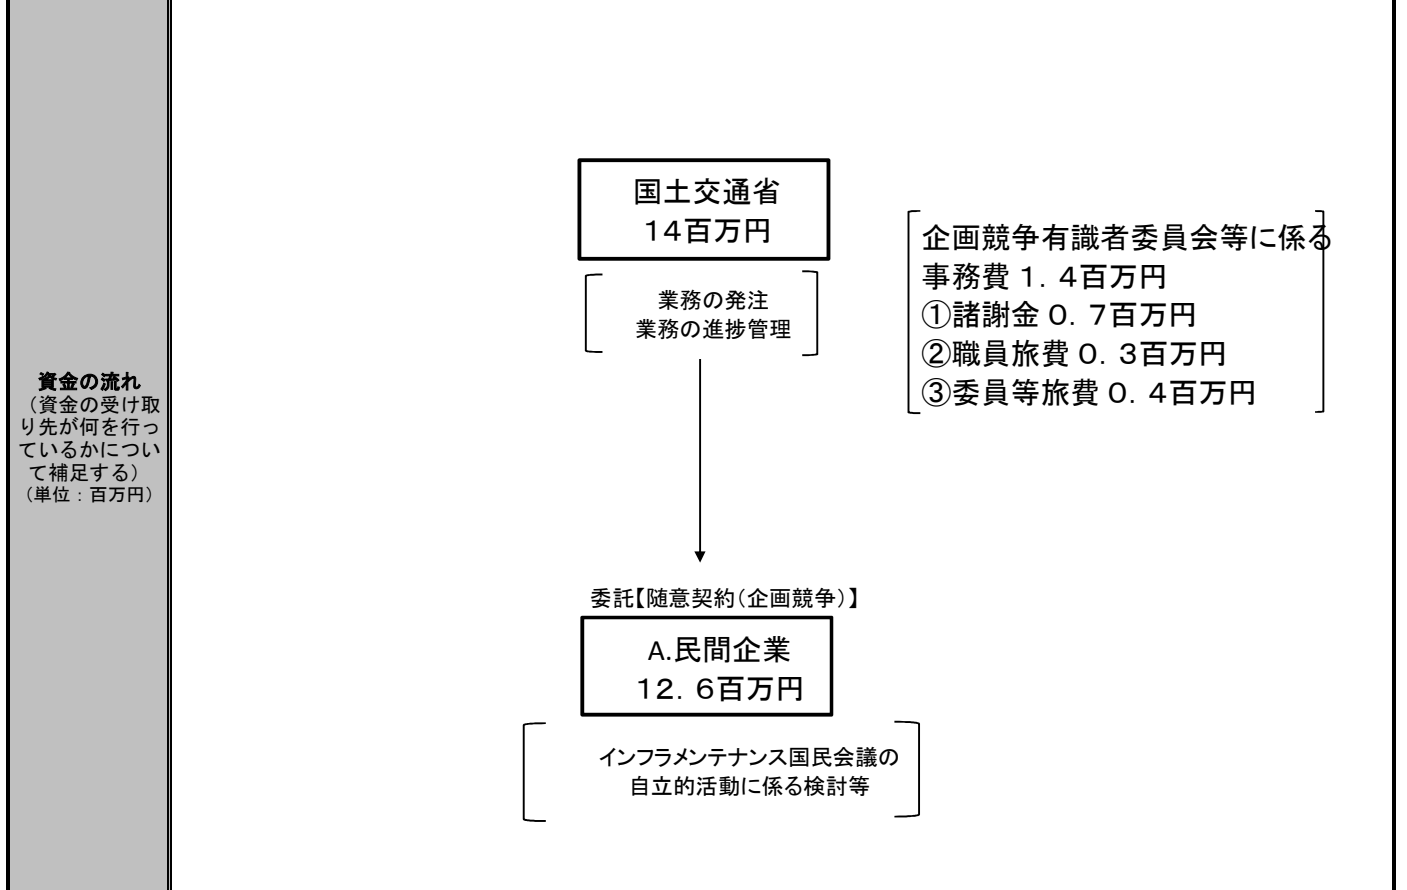 資金の流れ
（資金の受け取
り先が何を行っ
ているかについ
て補足する）
（単位：百万円）
国土交通省
１４百万円
業務の発注
業務の進捗管理
企画競争有識者委員会等に係る
事務費 １．４百万円
①諸謝金 ０．７百万円
②職員旅費 ０．３百万円
③委員等旅費 ０．４百万円
委託【随意契約（企画競争）】
A.民間企業
１２．６百万円
インフラメンテナンス国民会議の
自立的活動に係る検討等